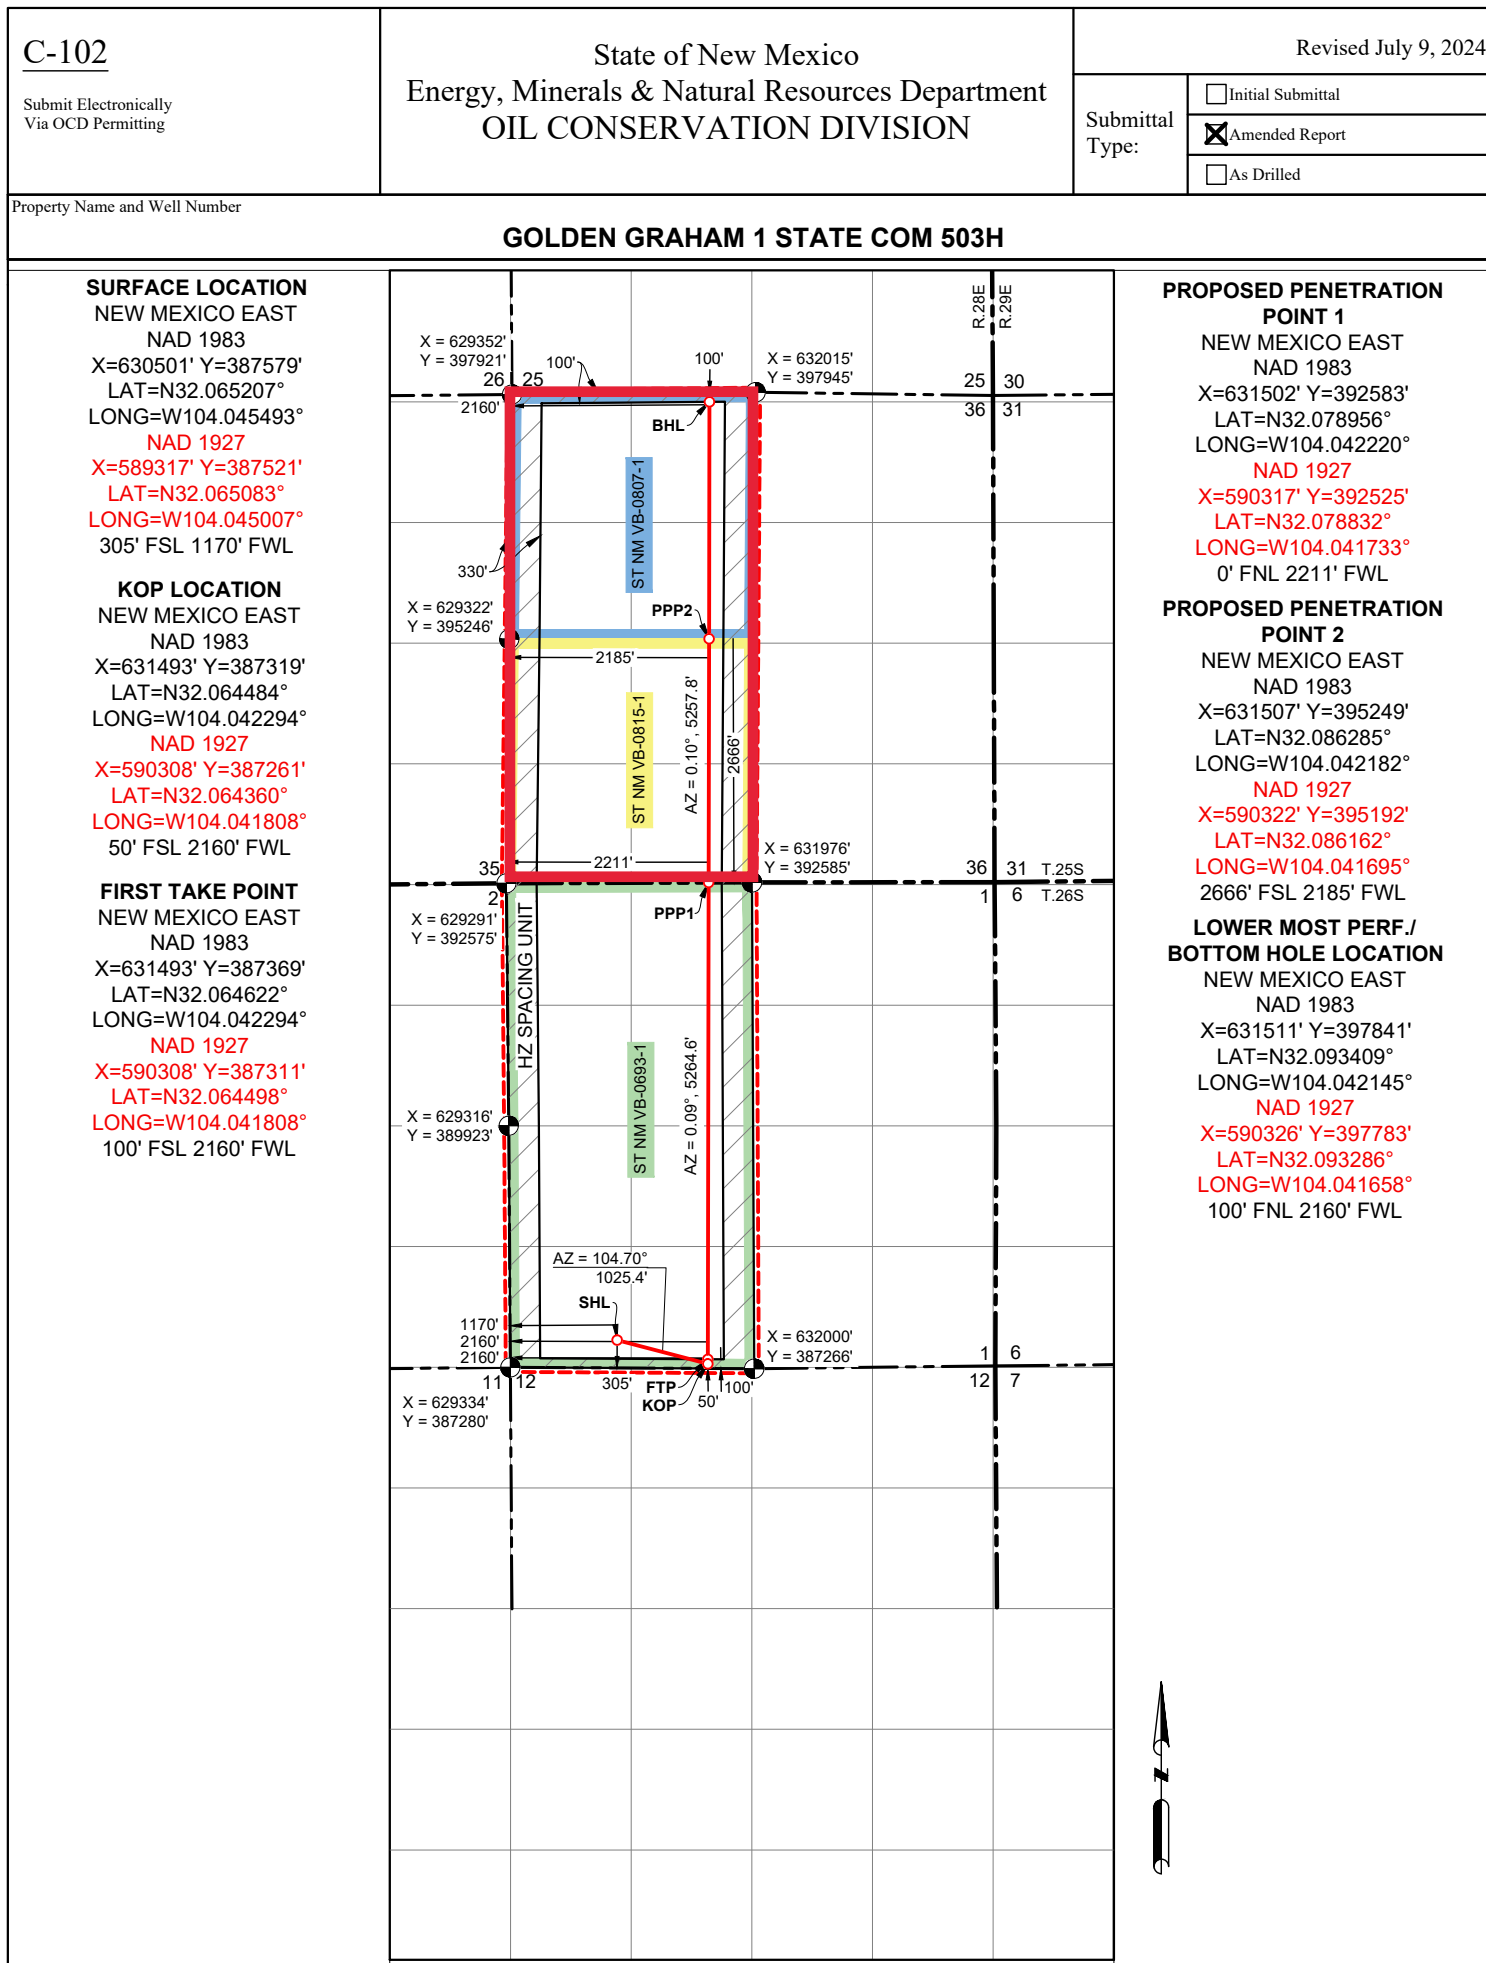 C-102
Submit Electronically
Via OCD Permitting
State of New Mexico
Energy, Minerals & Natural Resources Department
OIL CONSERVATION DIVISION
Revised July 9, 2024
Submittal
Type:
Initial Submittal
Amended Report
As Drilled
Property Name and Well Number
GOLDEN GRAHAM 1 STATE COM 503H
SURFACE LOCATION
NEW MEXICO EAST
NAD 1983
X=630501' Y=387579'
LAT=N32.065207°
LONG=W104.045493°
NAD 1927
X=589317' Y=387521'
LAT=N32.065083°
LONG=W104.045007°
305' FSL 1170' FWL
KOP LOCATION
NEW MEXICO EAST
NAD 1983
X=631493' Y=387319'
LAT=N32.064484°
LONG=W104.042294°
NAD 1927
X=590308' Y=387261'
LAT=N32.064360°
LONG=W104.041808°
50' FSL 2160' FWL
FIRST TAKE POINT
NEW MEXICO EAST
NAD 1983
X=631493' Y=387369'
LAT=N32.064622°
LONG=W104.042294°
NAD 1927
X=590308' Y=387311'
LAT=N32.064498°
LONG=W104.041808°
100' FSL 2160' FWL
R.28E
R.29E
X = 629352'
Y = 397921'
100'
100'
X = 632015'
Y = 397945'
26 25
25 30
36 31
2160'
BHL
ST NM VB-0807-1
330'
X = 629322'
Y = 395246'
PPP2
2185'
ST NM VB-0815-1
AZ = 0.10°, 5257.8'
2666'
2211'
X = 631976'
Y = 392585'
35
36 31 T.25S
2
1 6 T.26S
PPP1
X = 629291'
Y = 392575'
HZ SPACING UNIT
X = 629316'
Y = 389923'
ST NM VB-0693-1
AZ = 0.09°, 5264.6'
AZ = 104.70°
1025.4'
SHL
1170'
2160'
2160'
X = 632000'
Y = 387266'
1 6
11 12
12 7
305'
FTP
KOP
50'
100'
X = 629334'
Y = 387280'
PROPOSED PENETRATION
POINT 1
NEW MEXICO EAST
NAD 1983
X=631502' Y=392583'
LAT=N32.078956°
LONG=W104.042220°
NAD 1927
X=590317' Y=392525'
LAT=N32.078832°
LONG=W104.041733°
0' FNL 2211' FWL
PROPOSED PENETRATION
POINT 2
NEW MEXICO EAST
NAD 1983
X=631507' Y=395249'
LAT=N32.086285°
LONG=W104.042182°
NAD 1927
X=590322' Y=395192'
LAT=N32.086162°
LONG=W104.041695°
2666' FSL 2185' FWL
LOWER MOST PERF./
BOTTOM HOLE LOCATION
NEW MEXICO EAST
NAD 1983
X=631511' Y=397841'
LAT=N32.093409°
LONG=W104.042145°
NAD 1927
X=590326' Y=397783'
LAT=N32.093286°
LONG=W104.041658°
100' FNL 2160' FWL
N